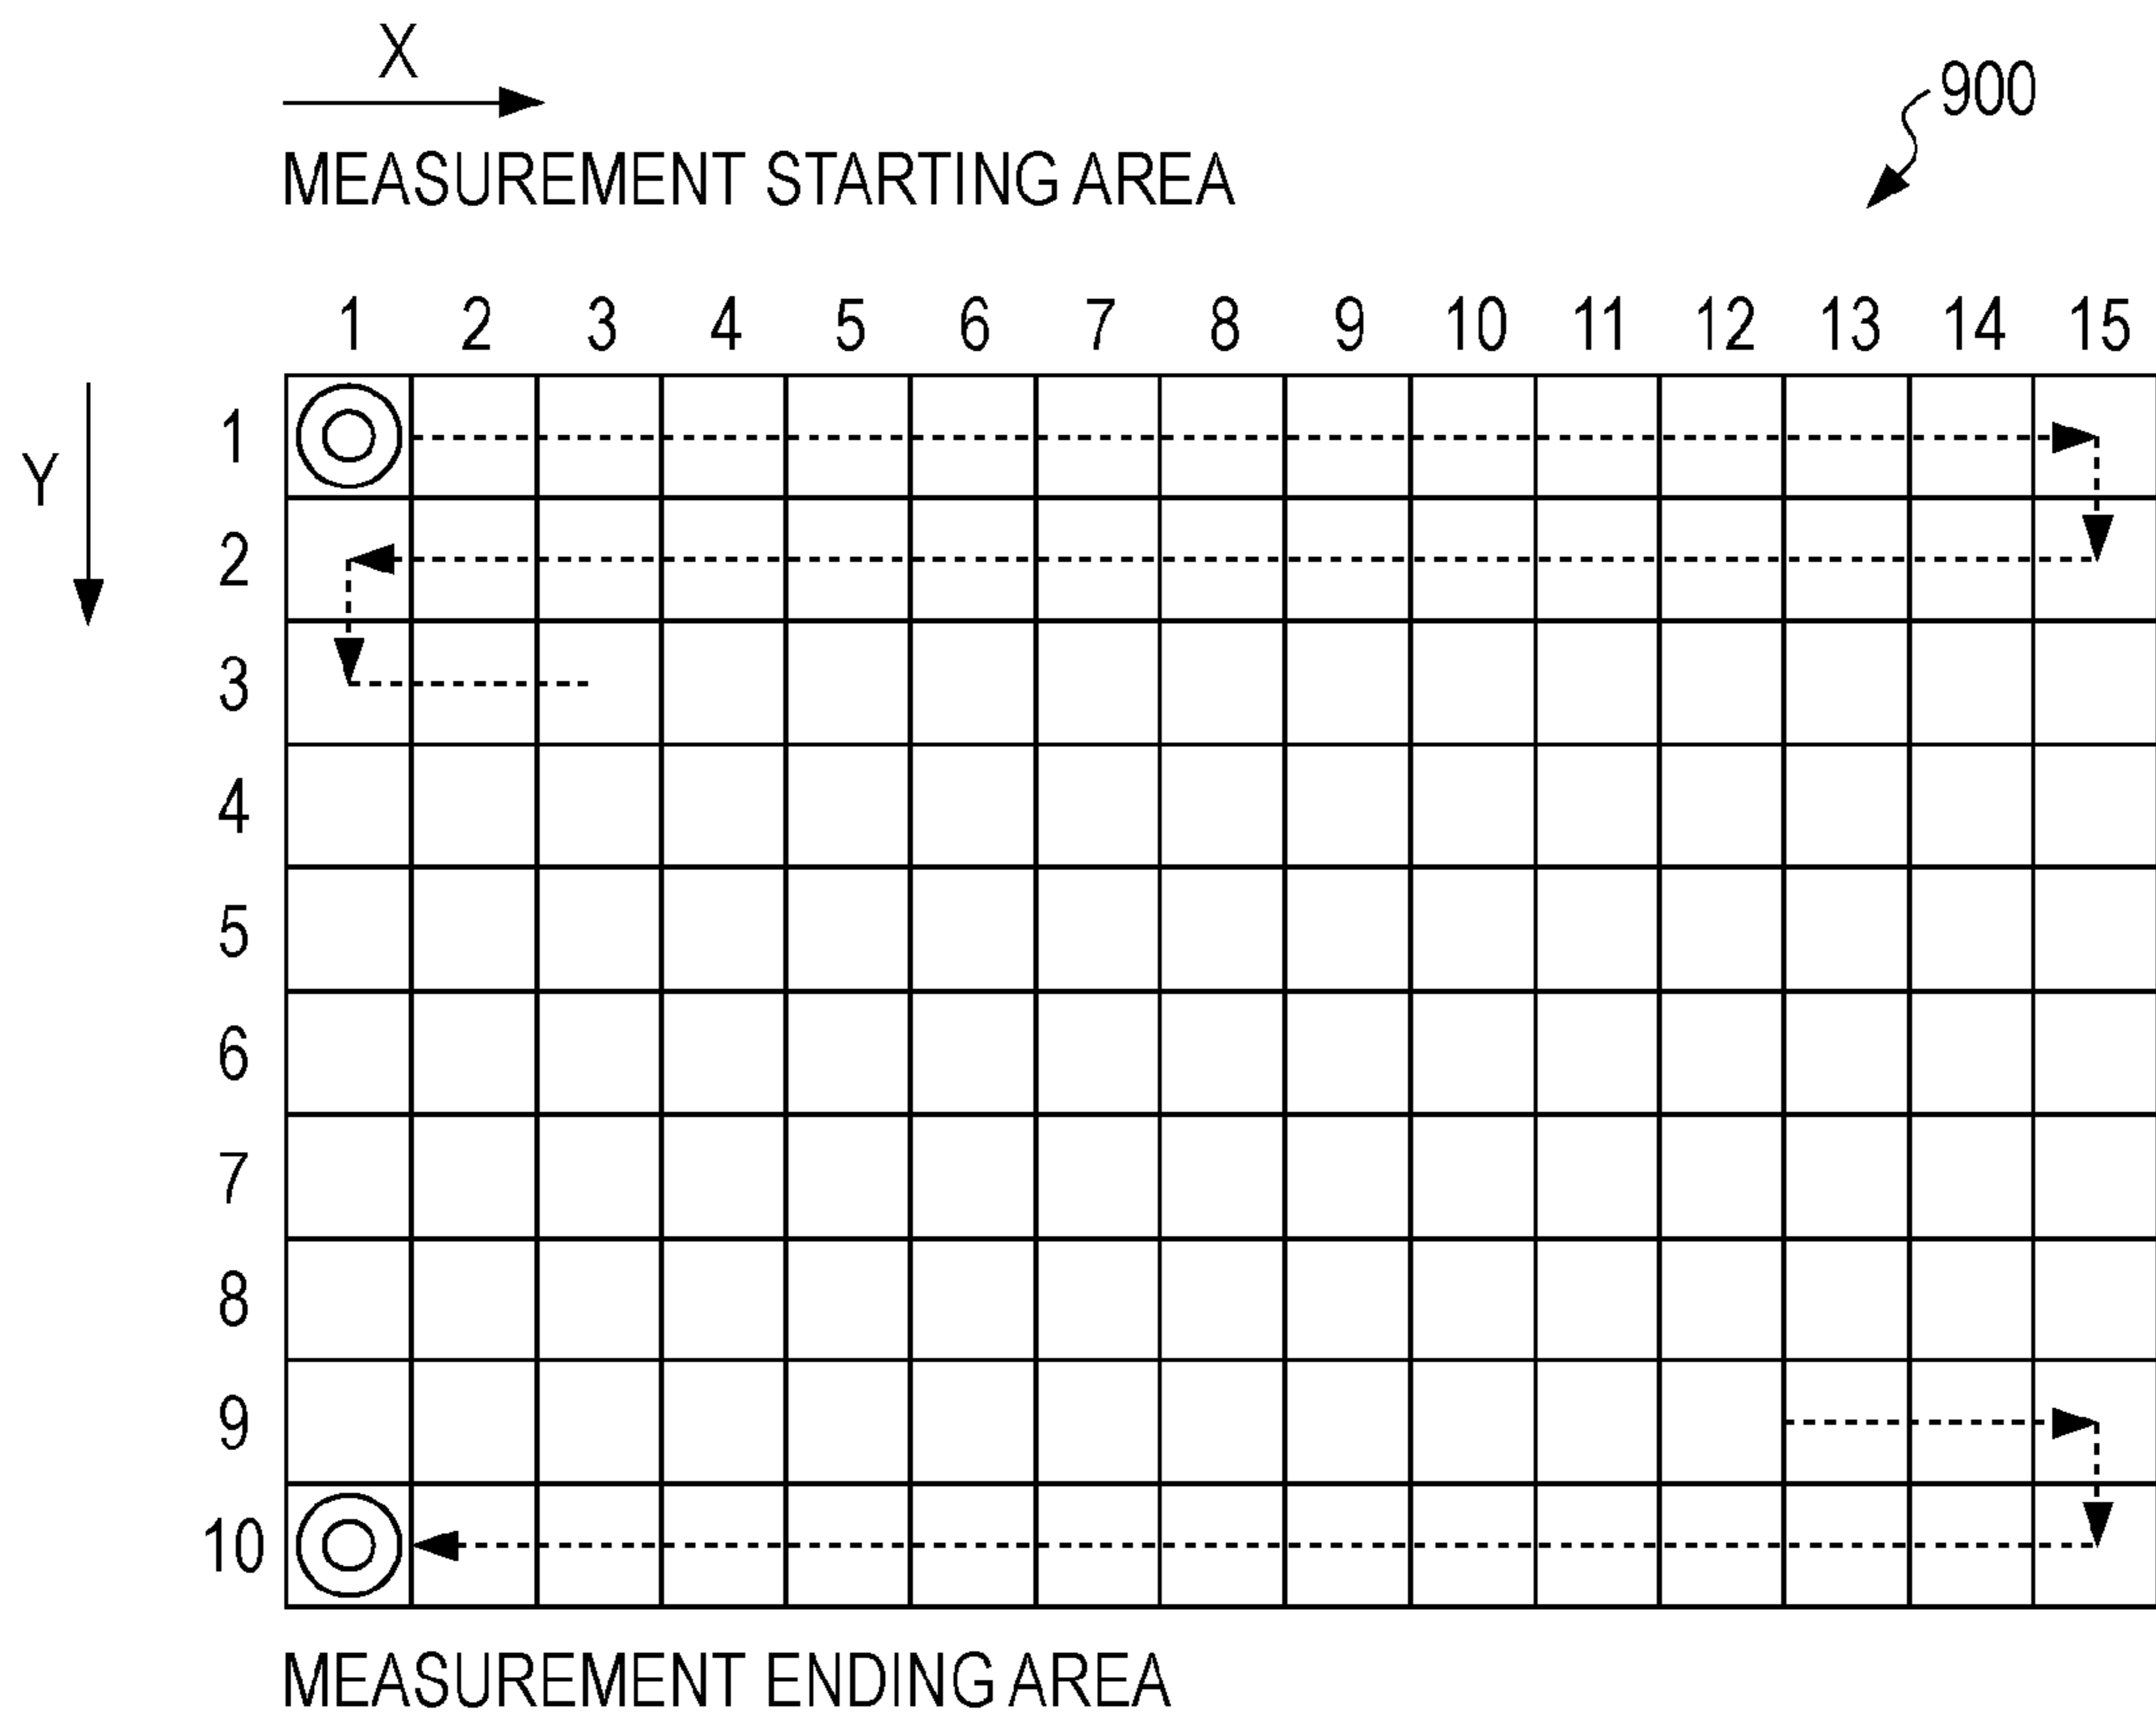 X
900
MEASUREMENT STARTING AREA
1 2 3 4 5 6 7 8 9 10 11 12 13 14 15
1
Y
2
3
4
5
6
7
8
9
10
MEASUREMENT ENDING AREA